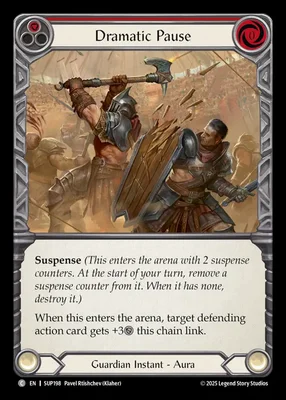 Dramatic Pause
Suspense (This enters the arena with 2 suspense
counters. At the start of your turn, remove a
suspense counter from it. When it has none,
destroy it.)
When this enters the arena, target defending
action card gets +3 this chain link.
Guardian Instant - Aura
C EN | SUP198 Pavel Rtishchev (Klaher) © 2025 Legend Story Studios